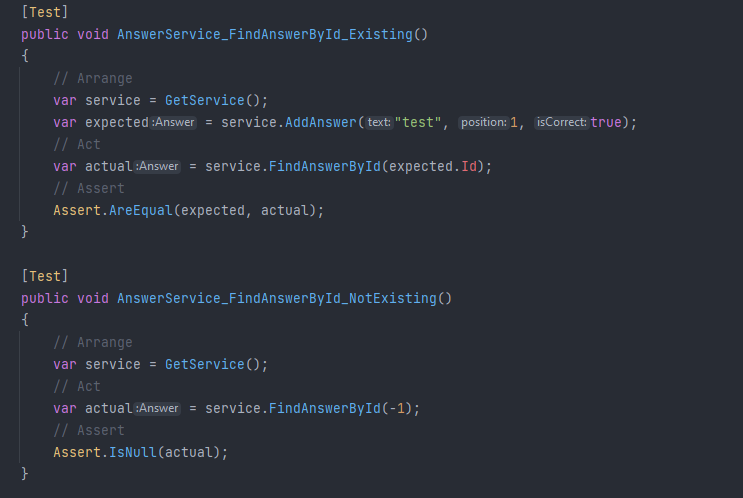 [Test]
public void AnswerService_FindAnswerById_Existing()
{
// Arrange
var service = GetService();
var expected :Answer = service.AddAnswer( text: "test", position: 1, isCorrect: true);
// Act
var actual :Answer = service.FindAnswerById(expected.Id);
// Assert
Assert.AreEqual(expected, actual);
}
[Test]
public void AnswerService_FindAnswerById_NotExisting()
{
// Arrange
var service = GetService();
// Act
var actual :Answer = service.FindAnswerById(-1);
// Assert
Assert.IsNull(actual);
}